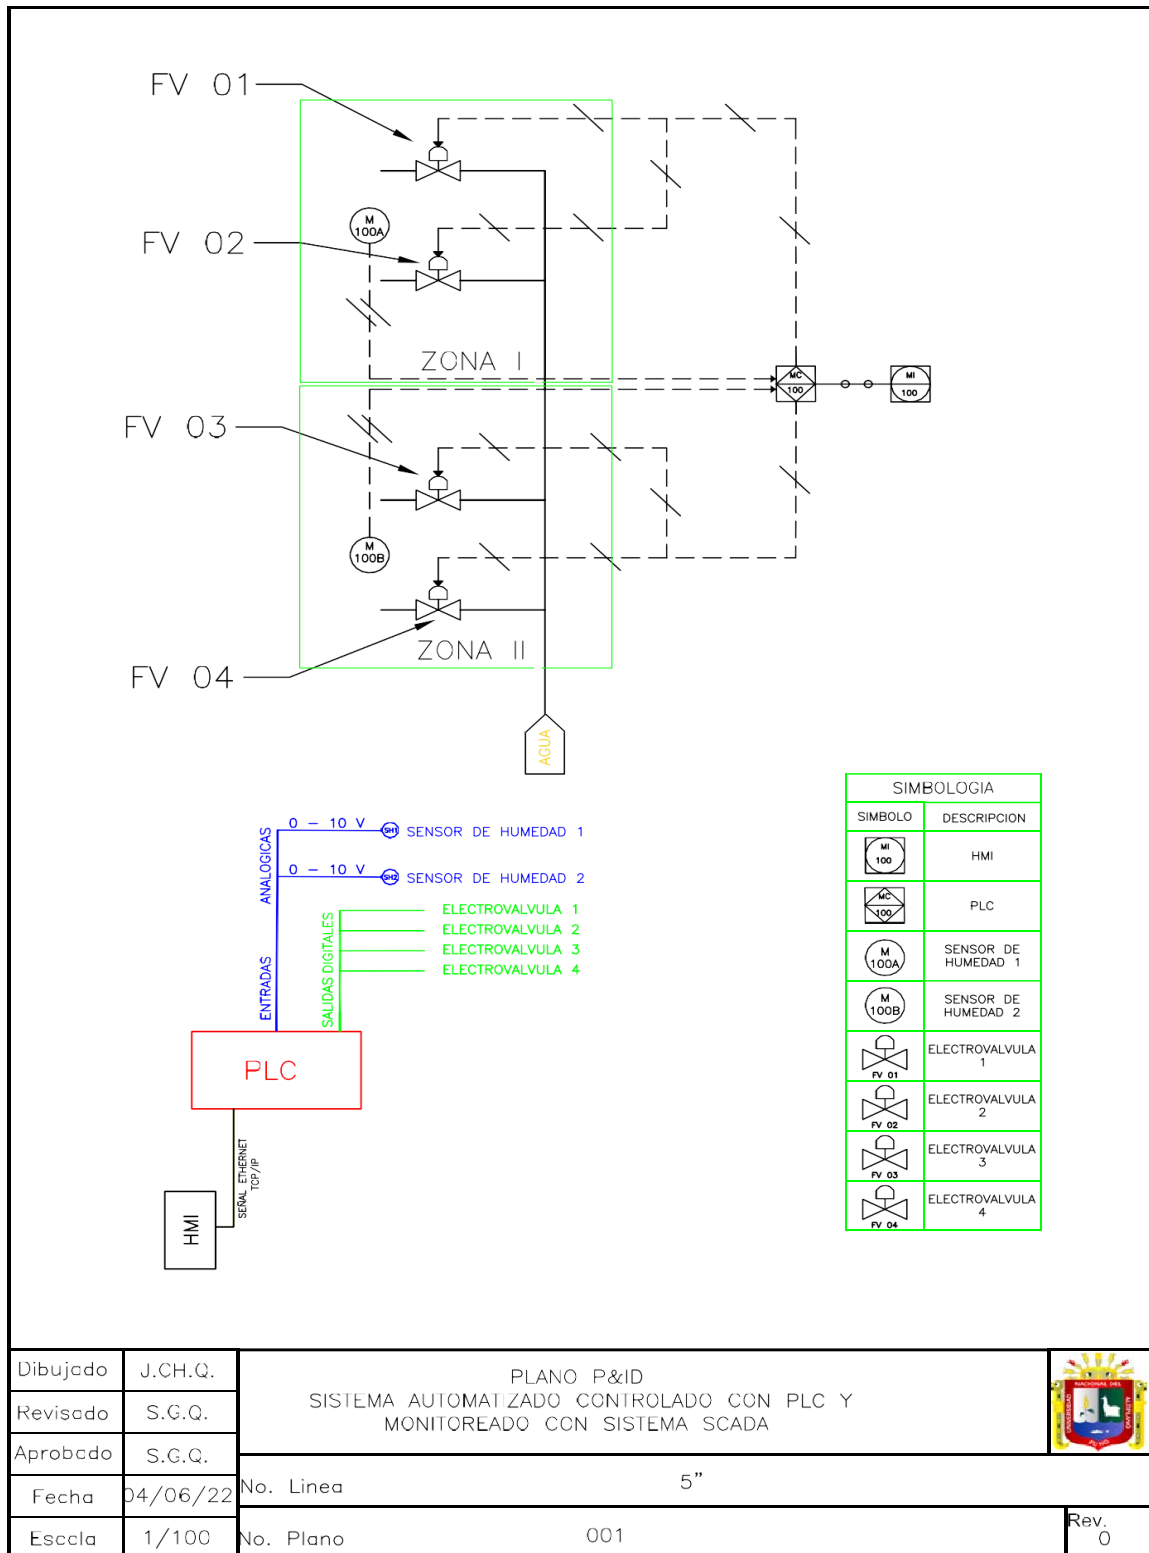 FV 01
M
100A
FV 02
ZONA I
MC
100
MI
100
FV 03
M
100B
ZONA II
FV 04
AGUA
ENTRADAS ANALOGICAS
0 - 10 V
SH1
SENSOR DE HUMEDAD 1
0 - 10 V
SH2
SENSOR DE HUMEDAD 2
SALIDAS DIGITALES
ELECTROVALVULA 1
ELECTROVALVULA 2
ELECTROVALVULA 3
ELECTROVALVULA 4
PLC
SEÑAL ETHERNET
TCP/IP
HMI
SIMBOLOGIA
SIMBOLO DESCRIPCION
MI
100
HMI
MC
100
PLC
M
100A
SENSOR DE
HUMEDAD 1
M
100B
SENSOR DE
HUMEDAD 2
FV 01
ELECTROVALVULA
1
FV 02
ELECTROVALVULA
2
FV 03
ELECTROVALVULA
3
FV 04
ELECTROVALVULA
4
Dibujado J.CH.Q.
Revisado S.G.Q.
Aprobado S.G.Q.
Fecha 04/06/22
Escala 1/100
PLANO P&ID
SISTEMA AUTOMATIZADO CONTROLADO CON PLC Y
MONITOREADO CON SISTEMA SCADA
No. Linea 5”
No. Plano 001
Rev.
0
UNIVERSIDAD
NACIONAL DEL
ALTIPLANO
PUNO